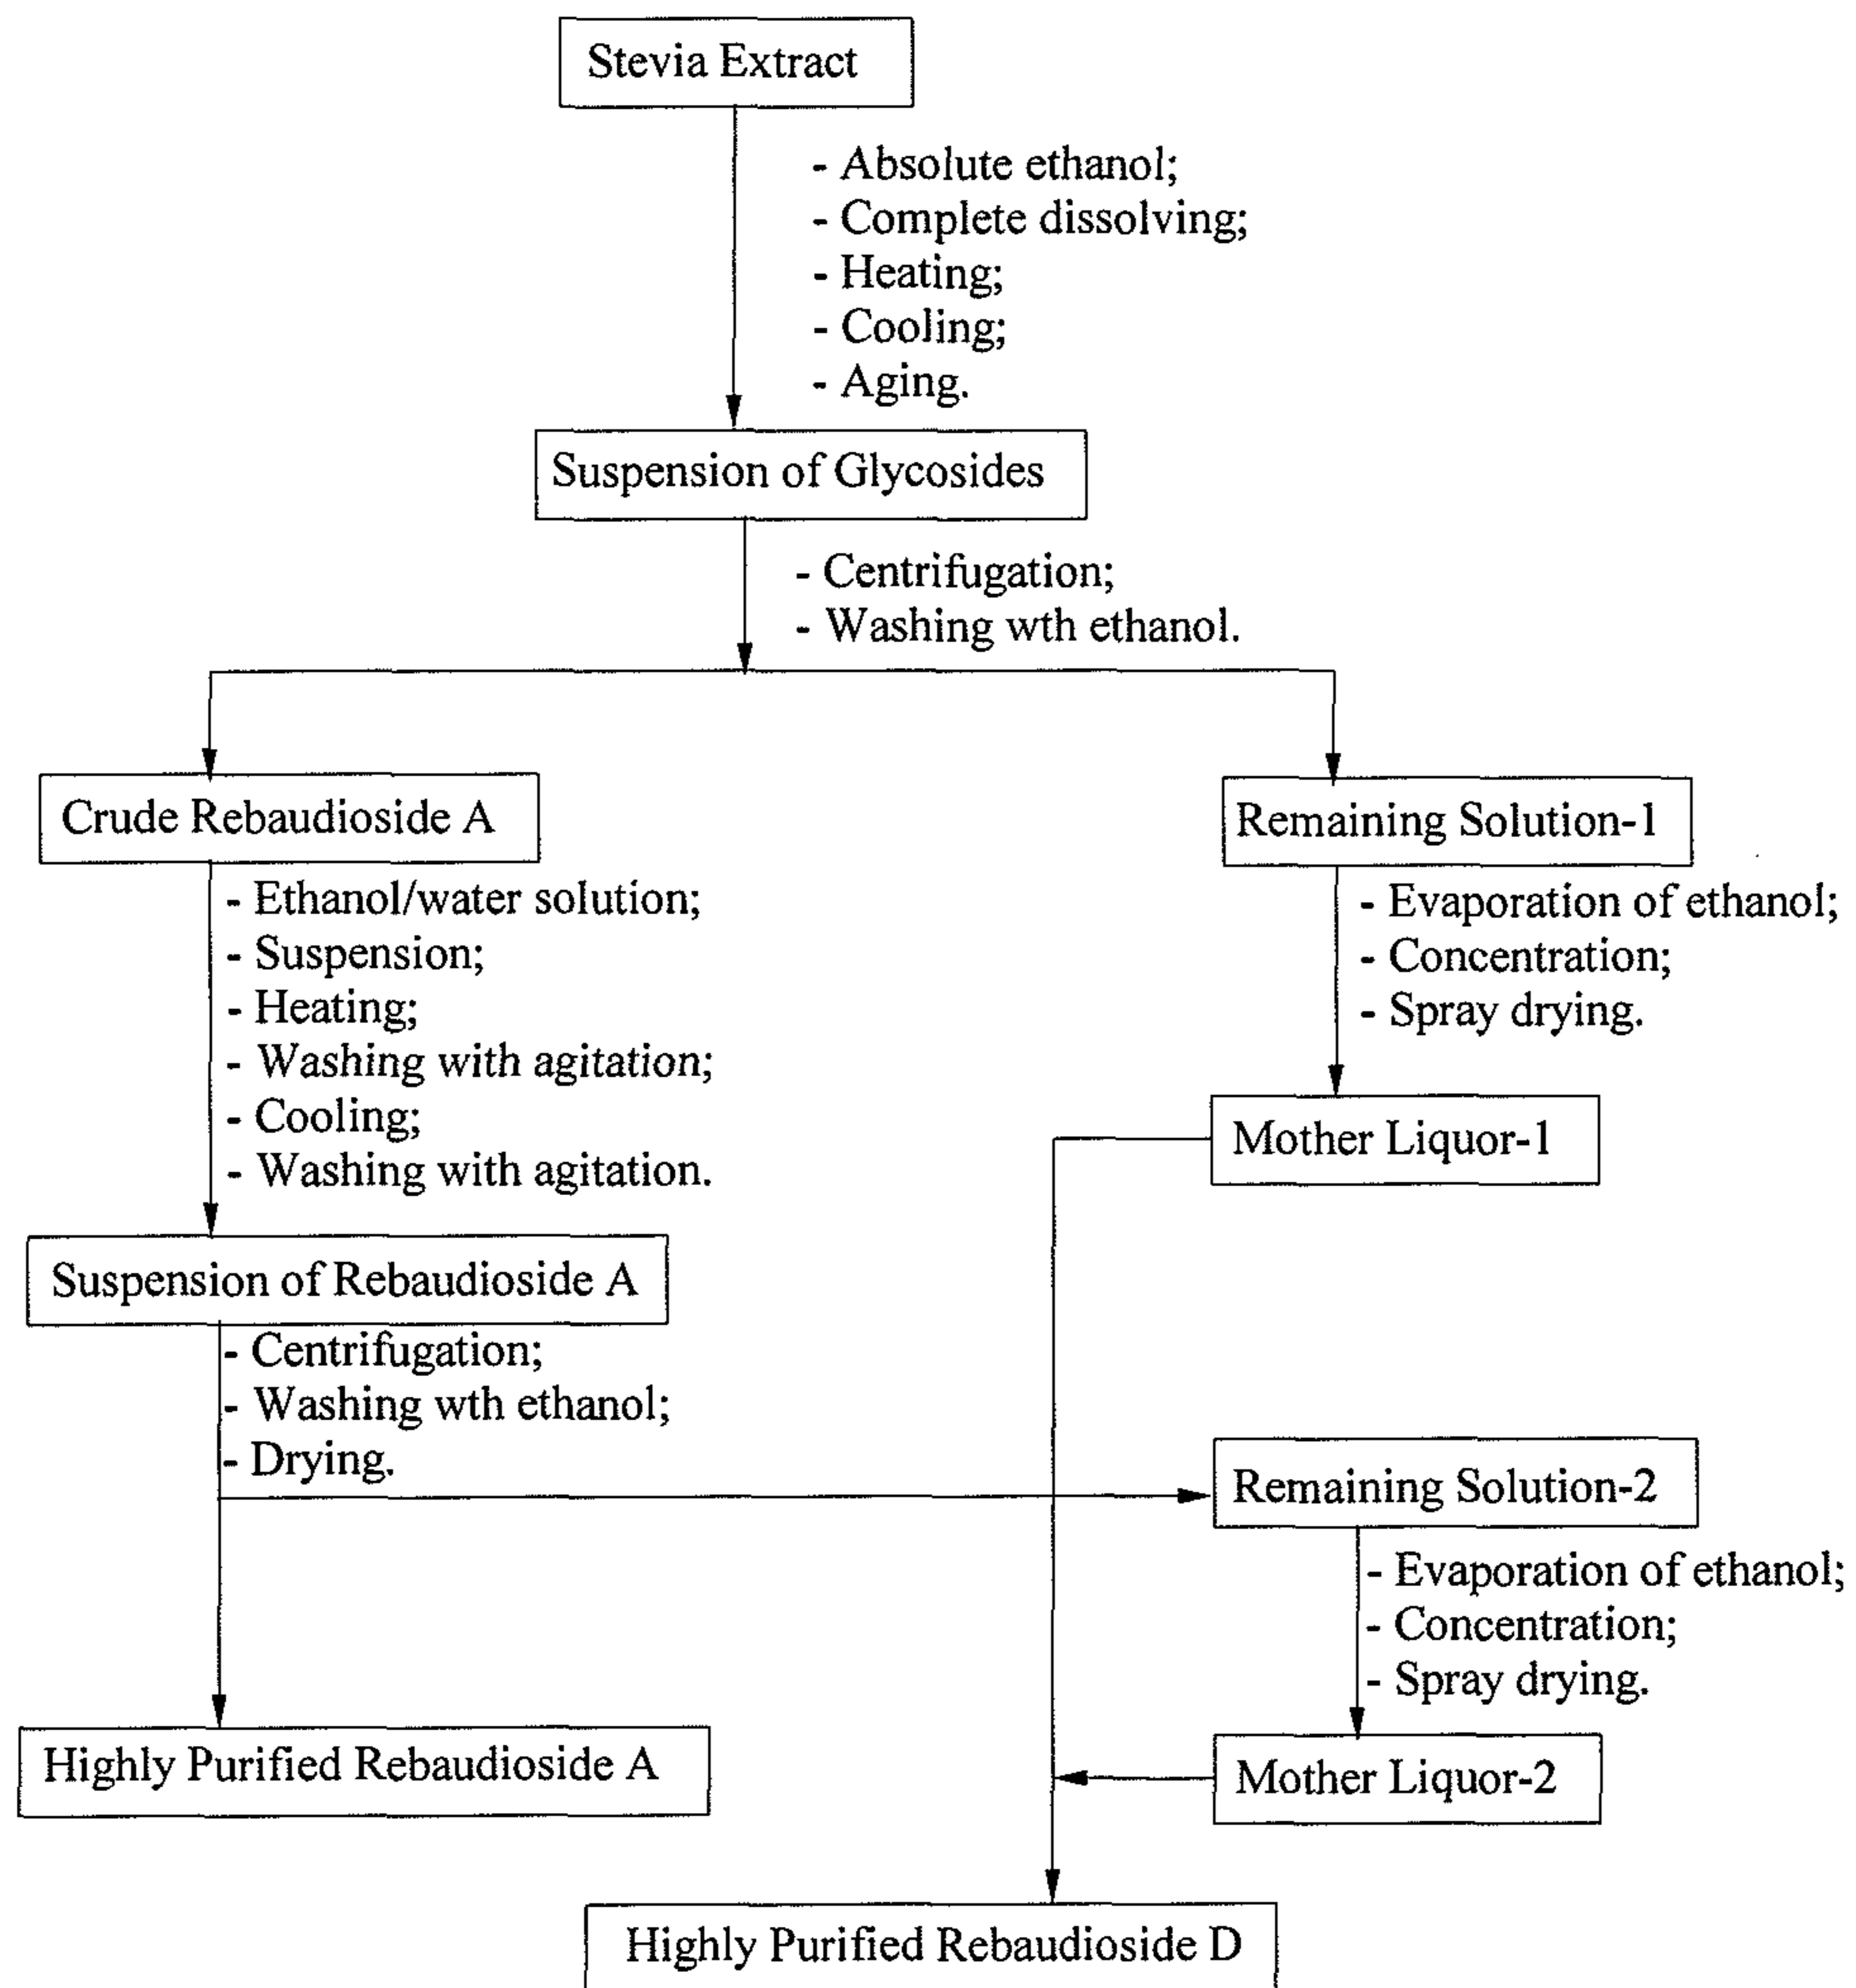 Stevia Extract
- Absolute ethanol;
- Complete dissolving;
- Heating;
- Cooling;
- Aging.
Suspension of Glycosides
- Centrifugation;
- Washing wth ethanol.
Crude Rebaudioside A
- Ethanol/water solution;
- Suspension;
- Heating;
- Washing with agitation;
- Cooling;
- Washing with agitation.
Remaining Solution-1
- Evaporation of ethanol;
- Concentration;
- Spray drying.
Mother Liquor-1
Suspension of Rebaudioside A
- Centrifugation;
- Washing wth ethanol;
- Drying.
Remaining Solution-2
- Evaporation of ethanol;
- Concentration;
- Spray drying.
Highly Purified Rebaudioside A
Mother Liquor-2
Highly Purified Rebaudioside D